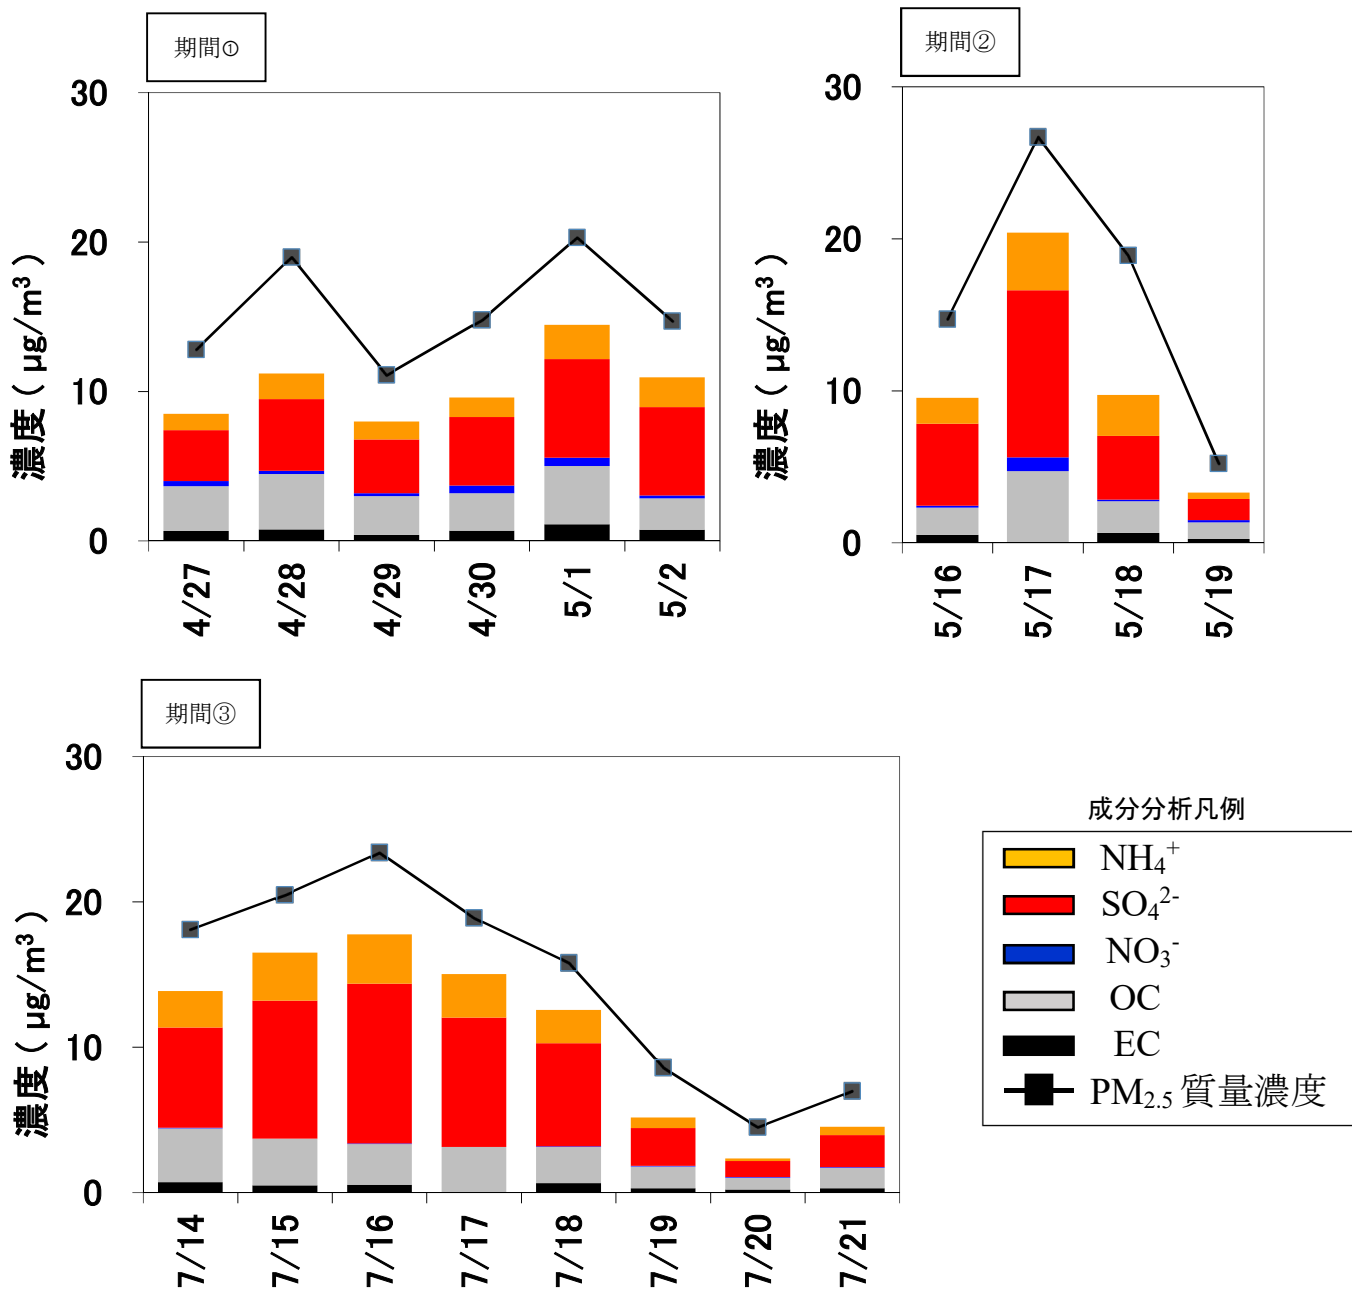 期間①
30
20
10
0
濃度 ( μg/m³ )
4/27
4/28
4/29
4/30
5/1
5/2
期間②
30
20
10
0
濃度 ( μg/m³ )
5/16
5/17
5/18
5/19
期間③
30
20
10
0
濃度 ( μg/m³ )
7/14
7/15
7/16
7/17
7/18
7/19
7/20
7/21
成分分析凡例
NH₄⁺
SO₄²⁻
NO₃⁻
OC
EC
PM₂.₅ 質量濃度